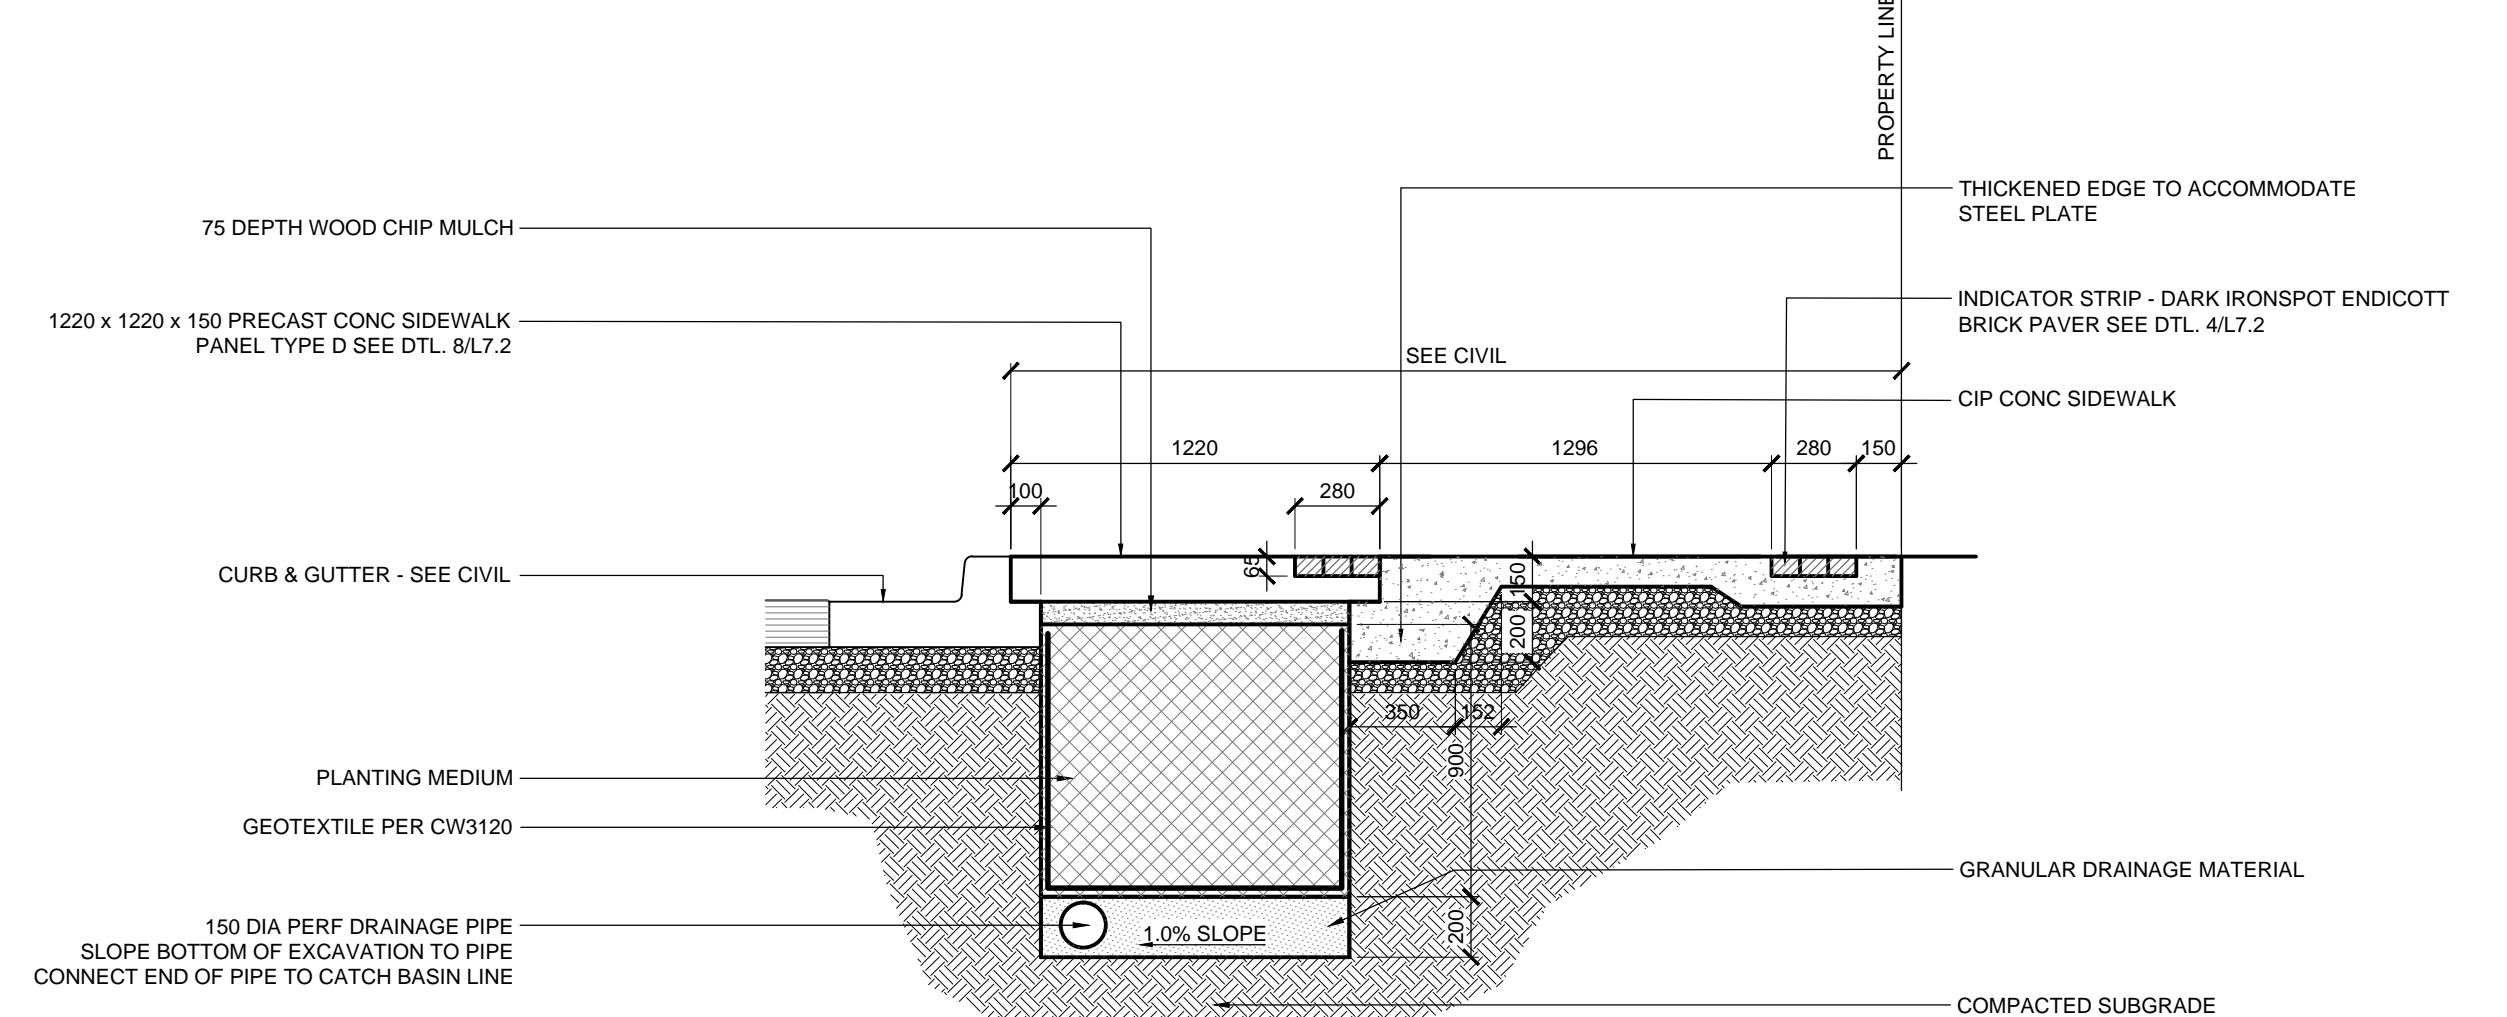 PROPERTY LINE
THICKENED EDGE TO ACCOMMODATE
STEEL PLATE
75 DEPTH WOOD CHIP MULCH
INDICATOR STRIP - DARK IRONSPOT ENDICOTT
BRICK PAVER SEE DTL. 4/L7.2
1220 x 1220 x 150 PRECAST CONC SIDEWALK
PANEL TYPE D SEE DTL. 8/L7.2
SEE CIVIL
CIP CONC SIDEWALK
1220
1296
280
150
100
280
65
150
CURB & GUTTER - SEE CIVIL
200
350
152
900
PLANTING MEDIUM
GEOTEXTILE PER CW3120
GRANULAR DRAINAGE MATERIAL
200
1.0% SLOPE
150 DIA PERF DRAINAGE PIPE
SLOPE BOTTOM OF EXCAVATION TO PIPE
CONNECT END OF PIPE TO CATCH BASIN LINE
COMPACTED SUBGRADE